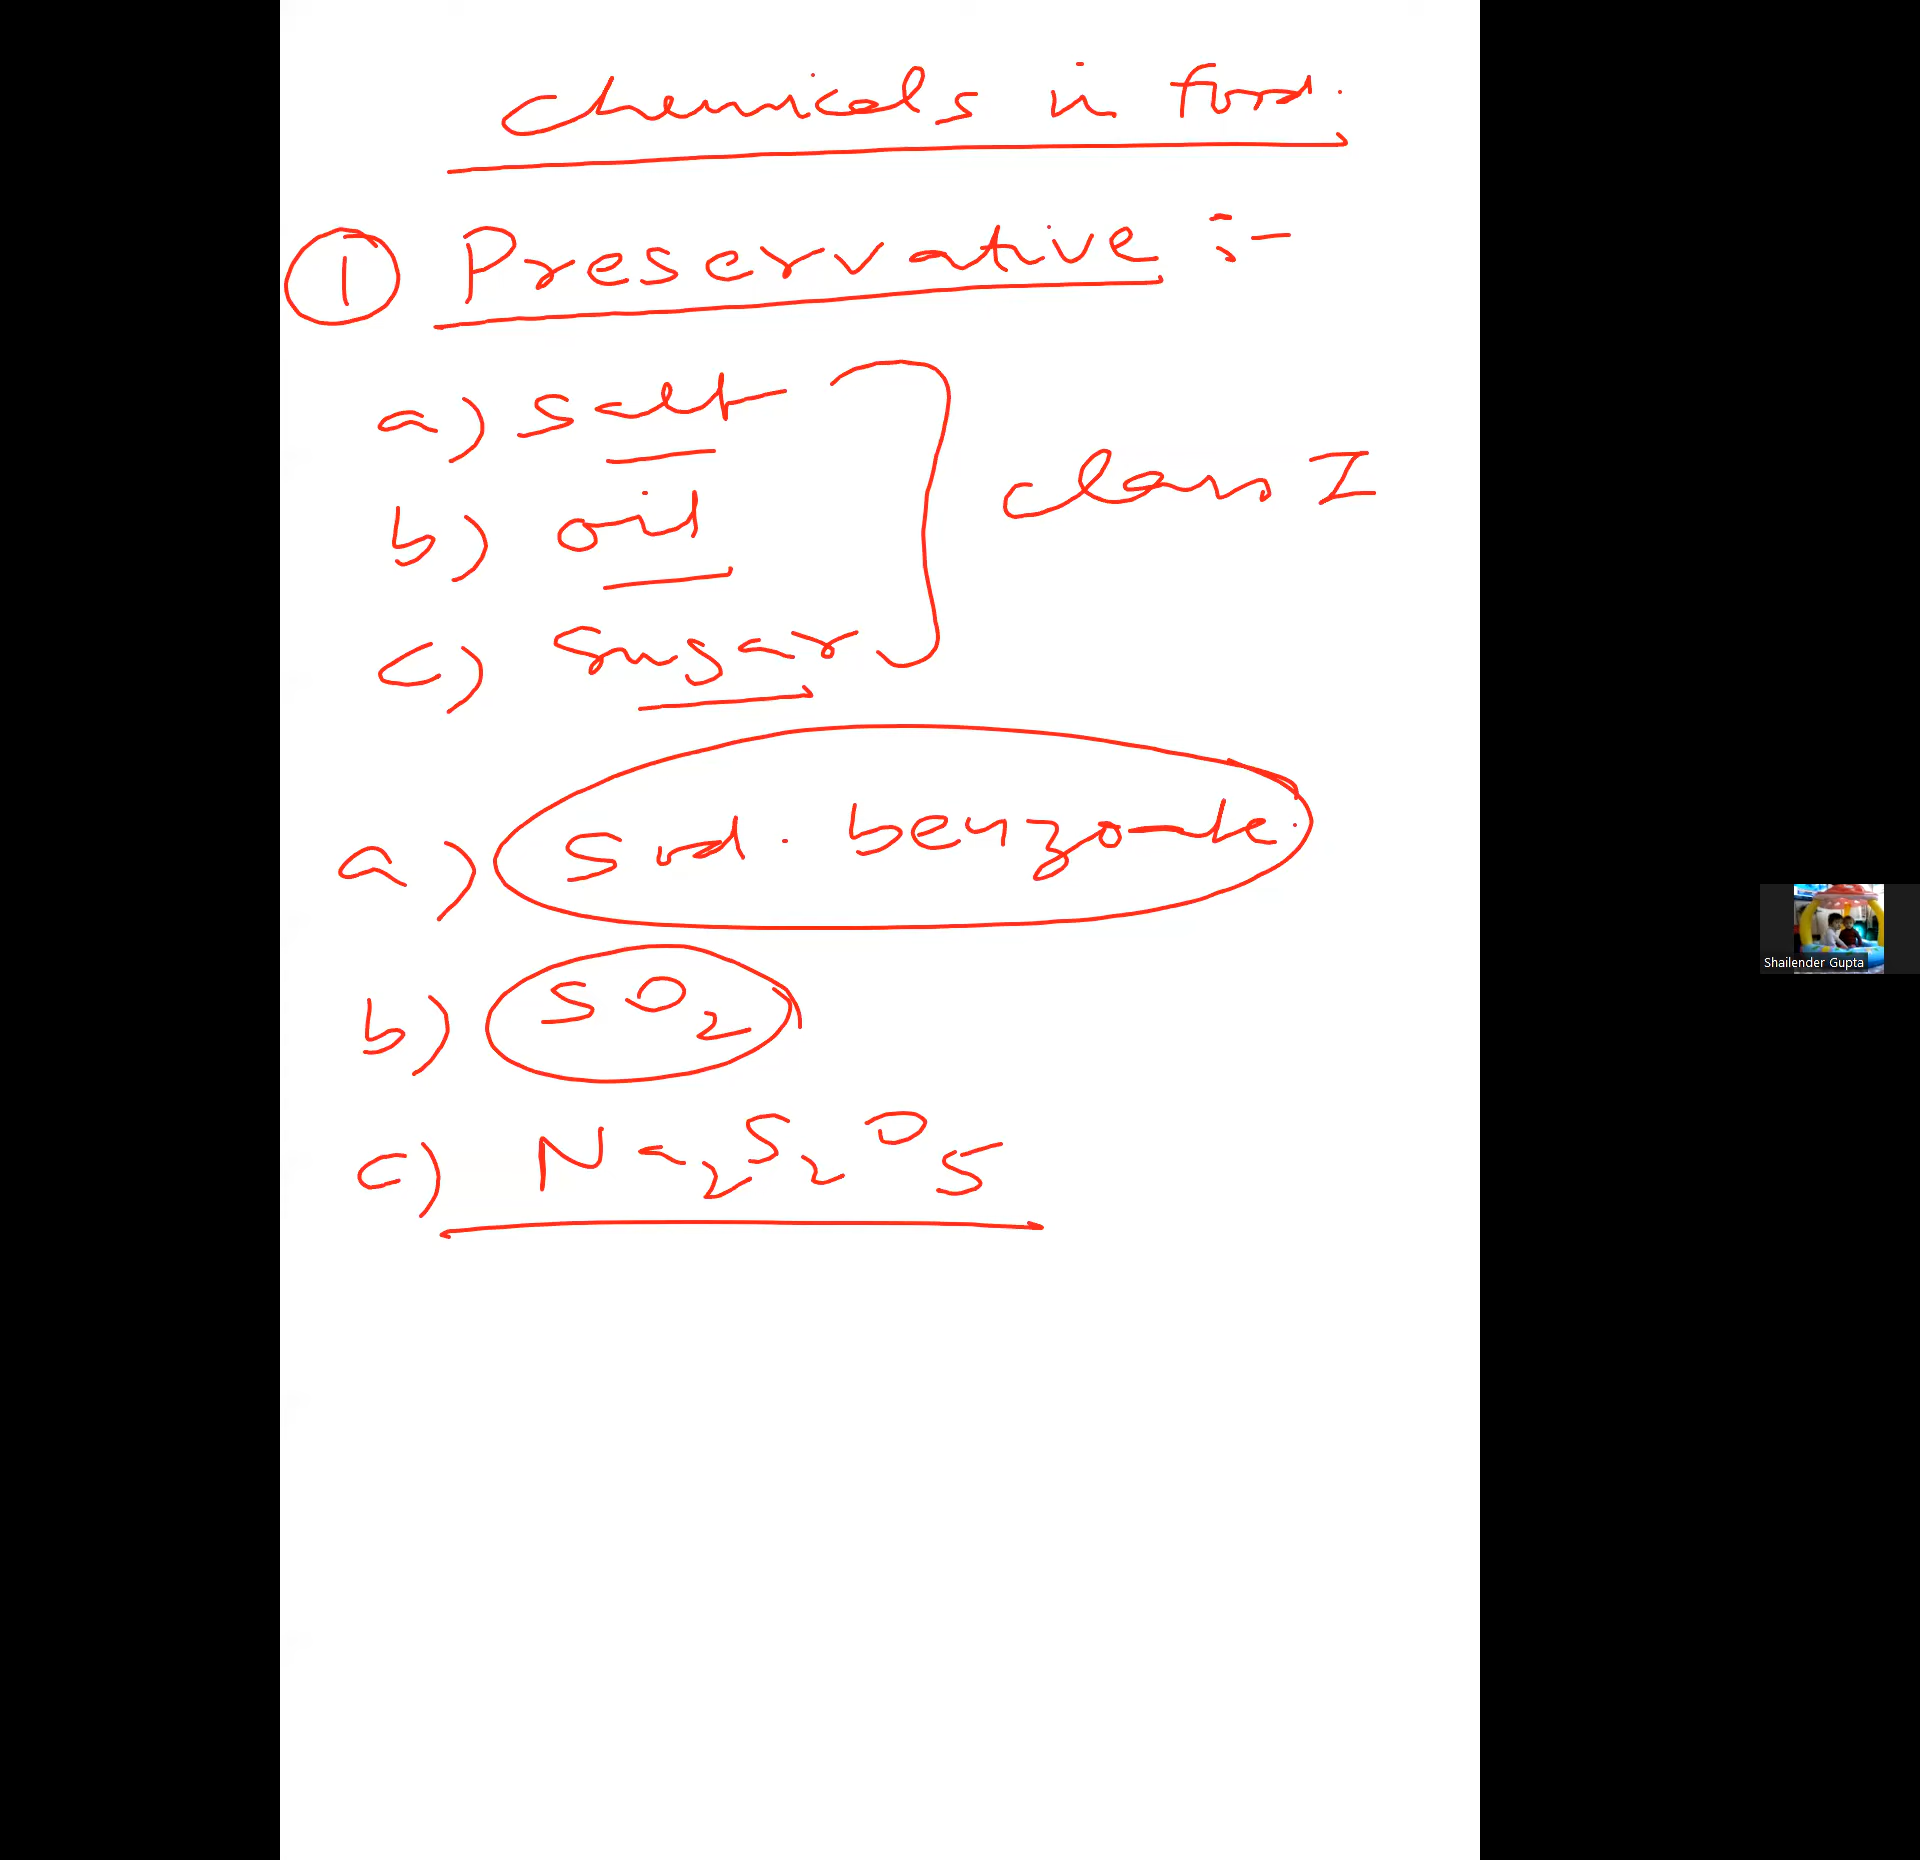 Chemicals in food.
① Preservative :-
a) Salt
b) oil
c) Sugar
class I
a) Sod. benzoate.
b) SO₂
c) Na₂S₂O₅
Shailender Gupta